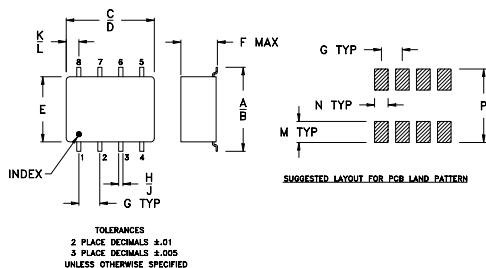 C
D
K
L
F MAX
G TYP
8 7 6 5
E
A
B
N TYP
P
M TYP
INDEX
1 2 3 4
H
J
G TYP
SUGGESTED LAYOUT FOR PCB LAND PATTERN
TOLERANCES
2 PLACE DECIMALS ±.01
3 PLACE DECIMALS ±.005
UNLESS OTHERWISE SPECIFIED